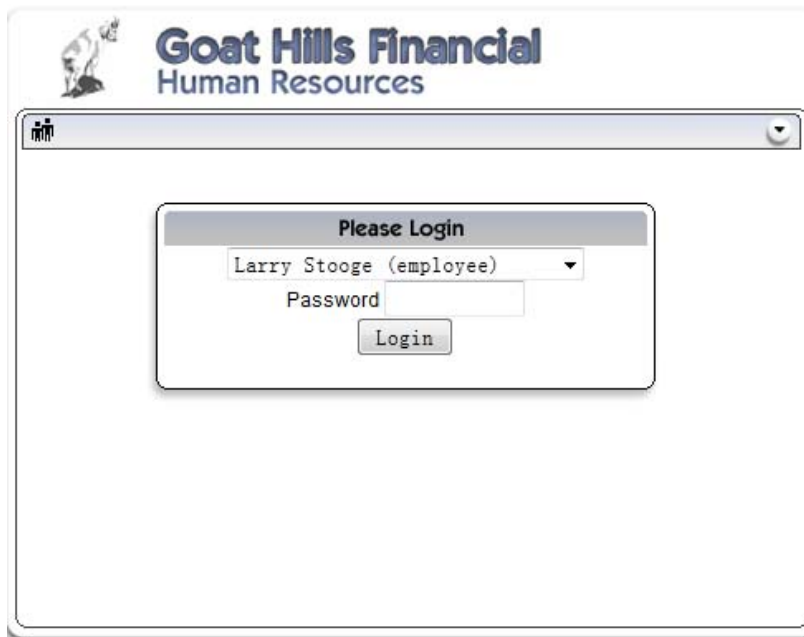 Goat Hills Financial
Human Resources
Please Login
Larry Stooge (employee)
Password
Login